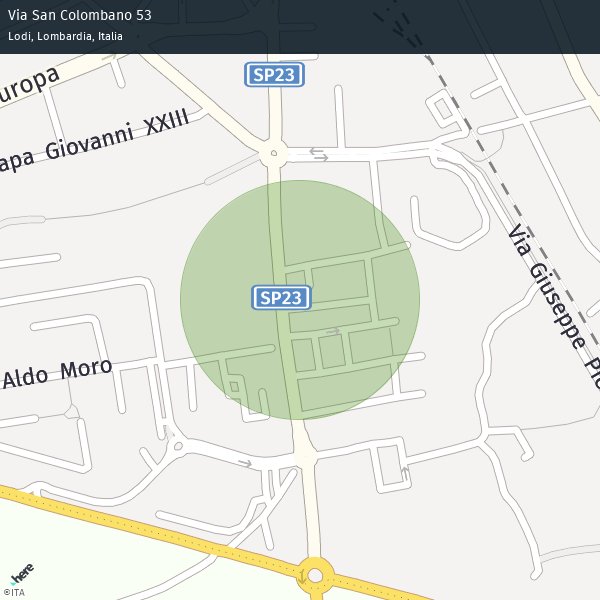 Via San Colombano 53
Lodi, Lombardia, Italia
uropa
SP23
apa Giovanni XXIII
Via Giuseppe Pio
SP23
Aldo Moro
here
©ITA